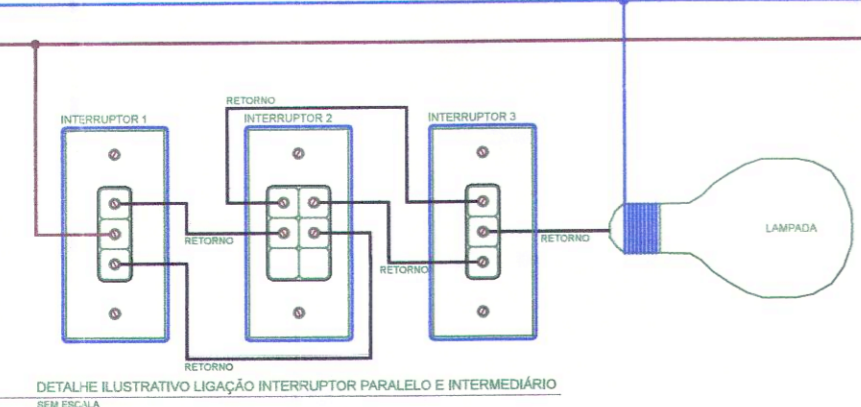 RETORNO
INTERRUPTOR 1
INTERRUPTOR 2
INTERRUPTOR 3
LAMPADA
RETORNO
RETORNO
RETORNO
RETORNO
DETALHE ILUSTRATIVO LIGAÇÃO INTERRUPTOR PARALELO E INTERMEDIÁRIO
SEM ESCALA